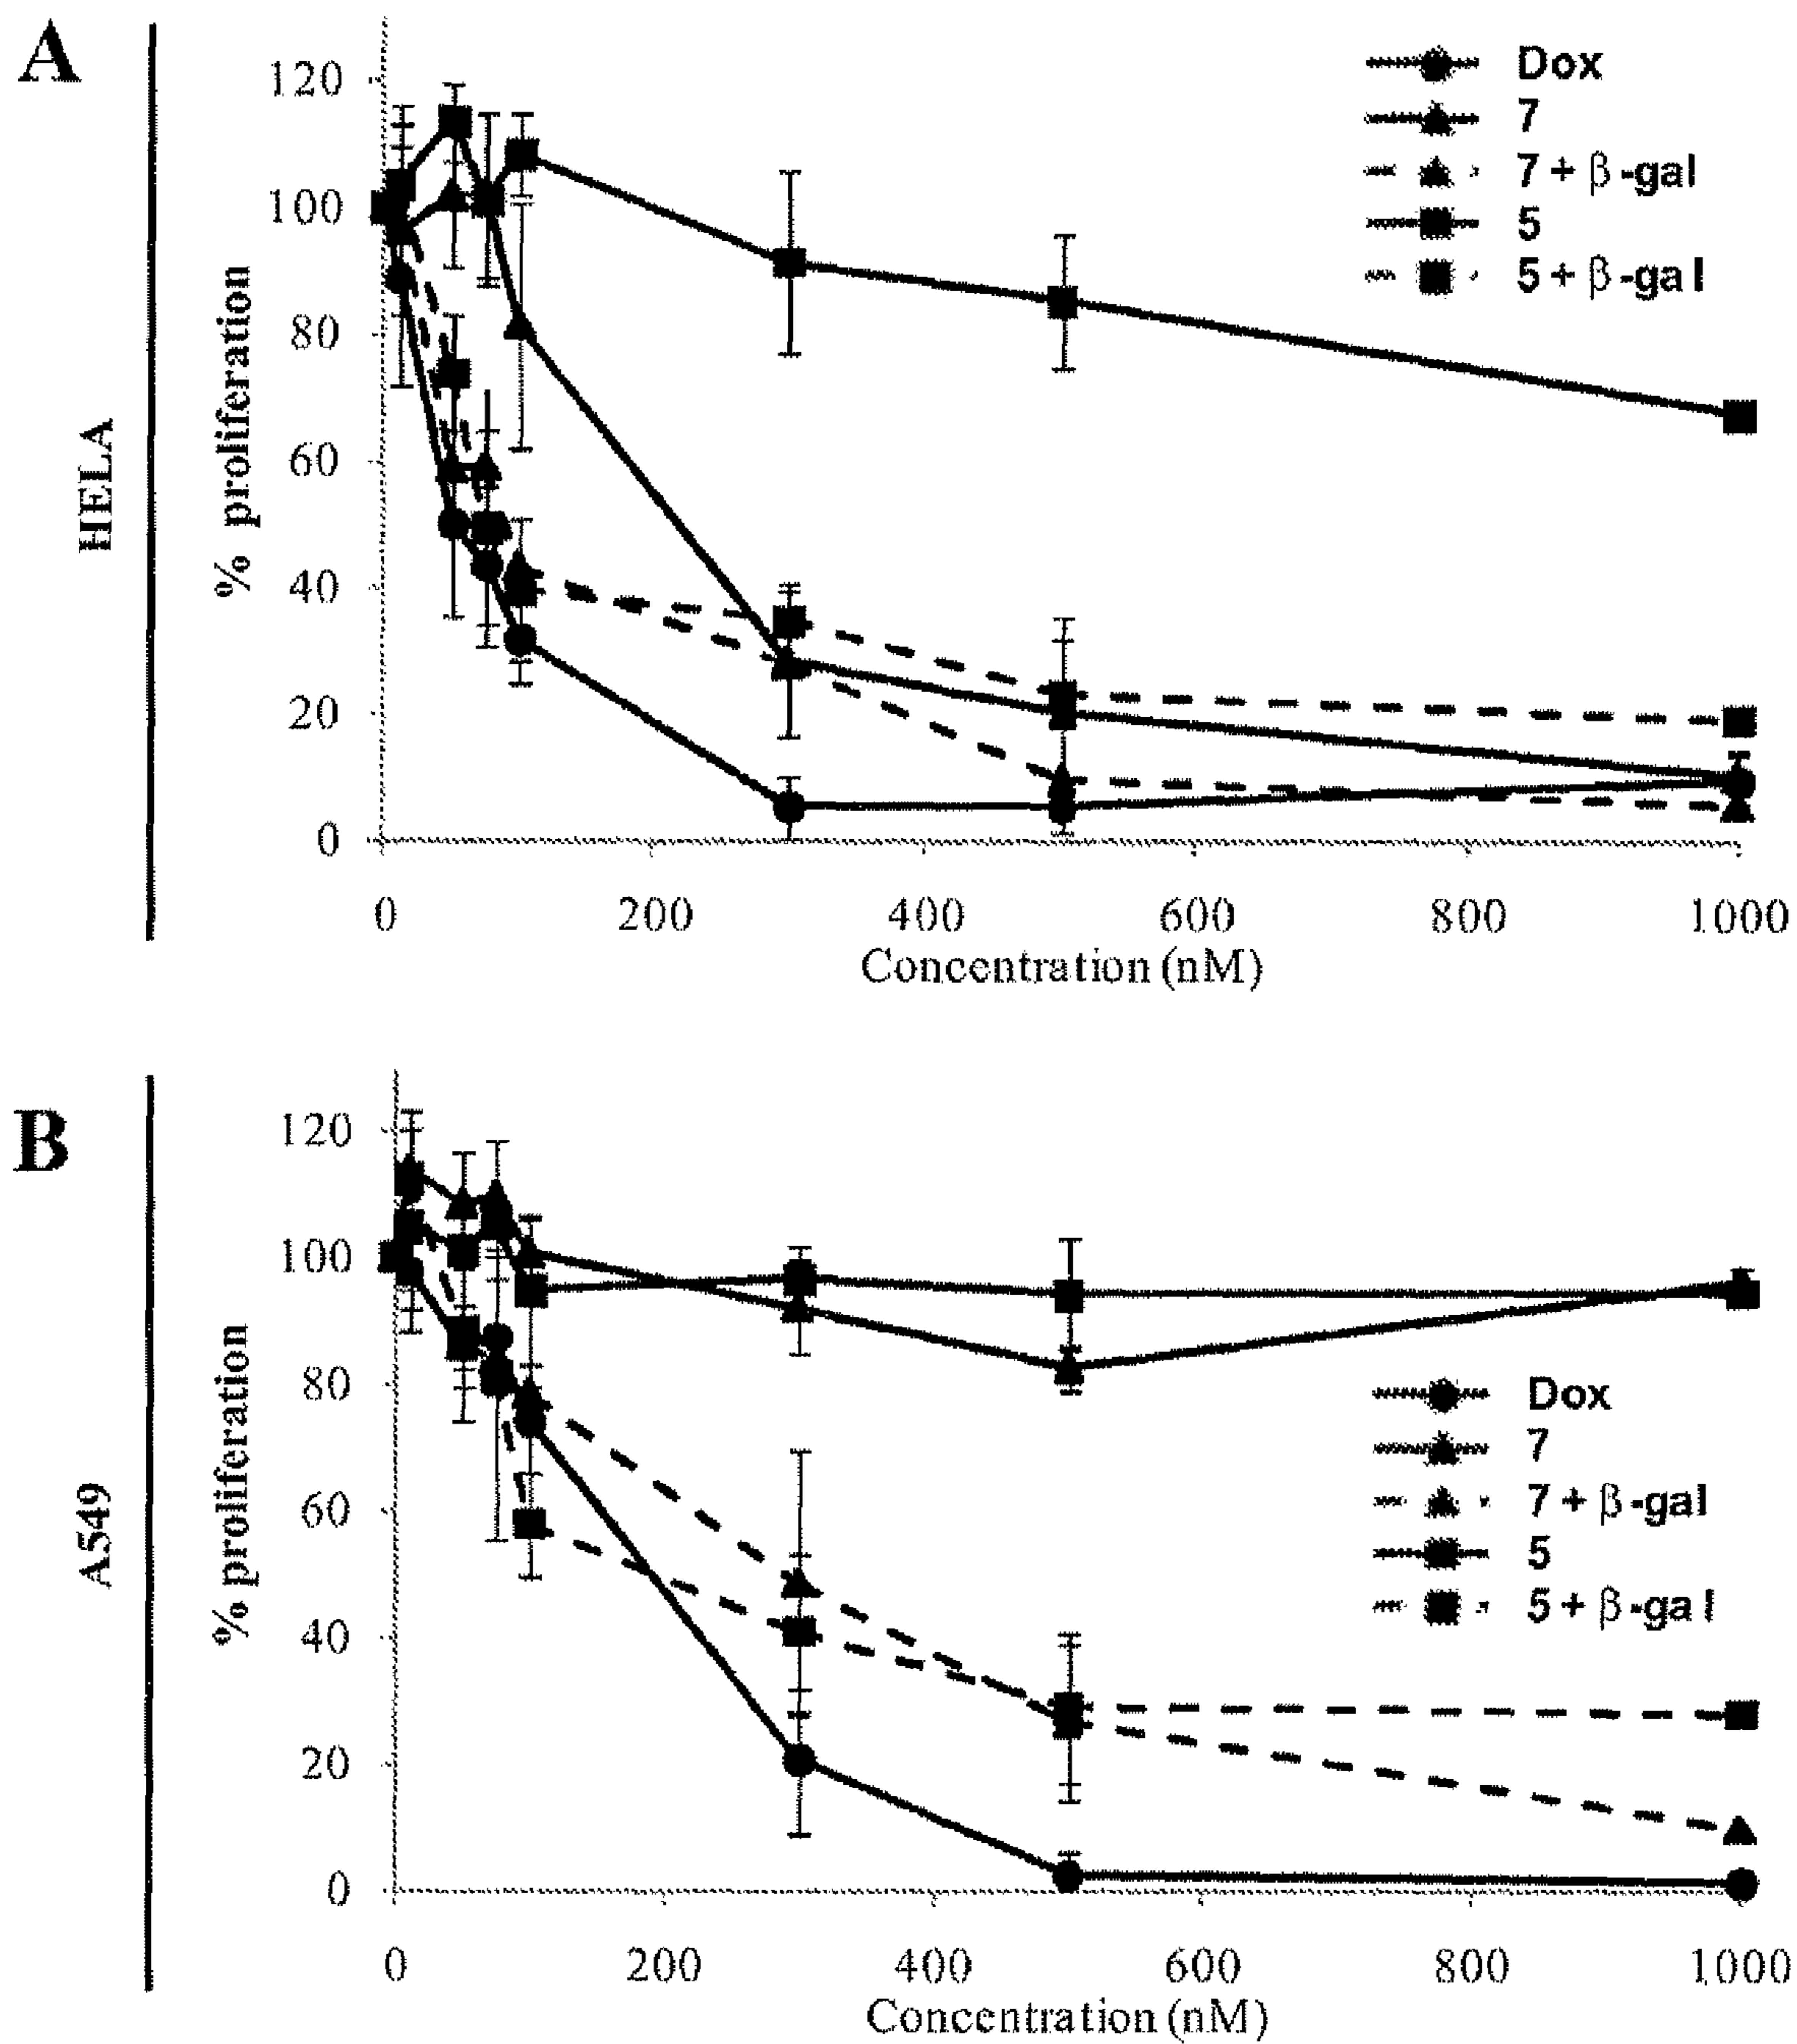 A
HELA
% proliferation
120
100
80
60
40
20
0
0 200 400 600 800 1000
Concentration (nM)
Dox
7
7 + β-gal
5
5 + β-gal
B
A549
% proliferation
120
100
80
60
40
20
0
0 200 400 600 800 1000
Concentration (nM)
Dox
7
7 + β-gal
5
5 + β-gal